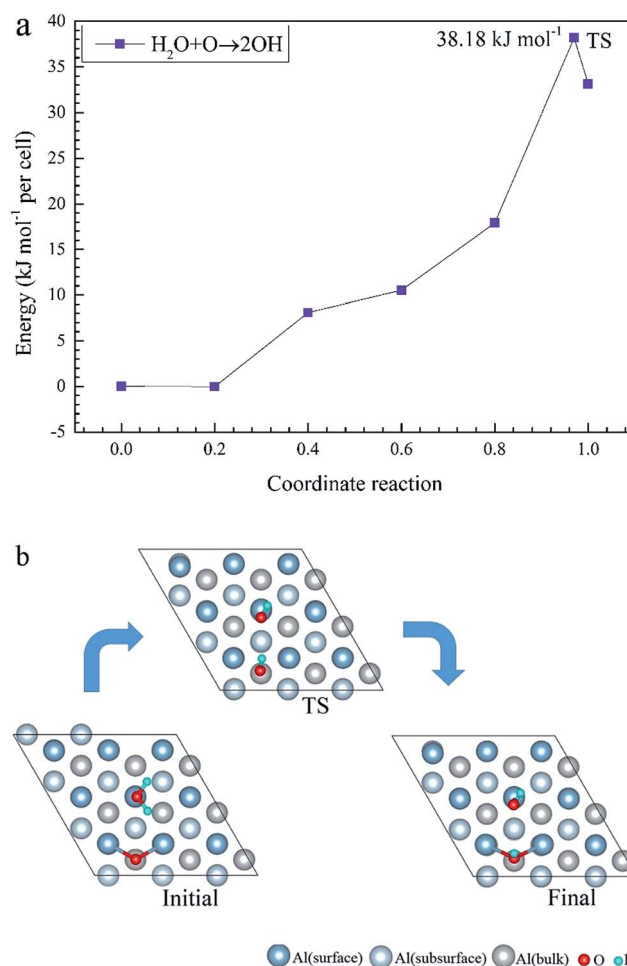 a
H₂O+O→2OH
38.18 kJ mol⁻¹
TS
40
35
30
25
20
15
10
5
0
-5
Energy (kJ mol⁻¹ per cell)
0.0 0.2 0.4 0.6 0.8 1.0
Coordinate reaction
b
TS
Initial
Final
Al(surface) Al(subsurface) Al(bulk) O